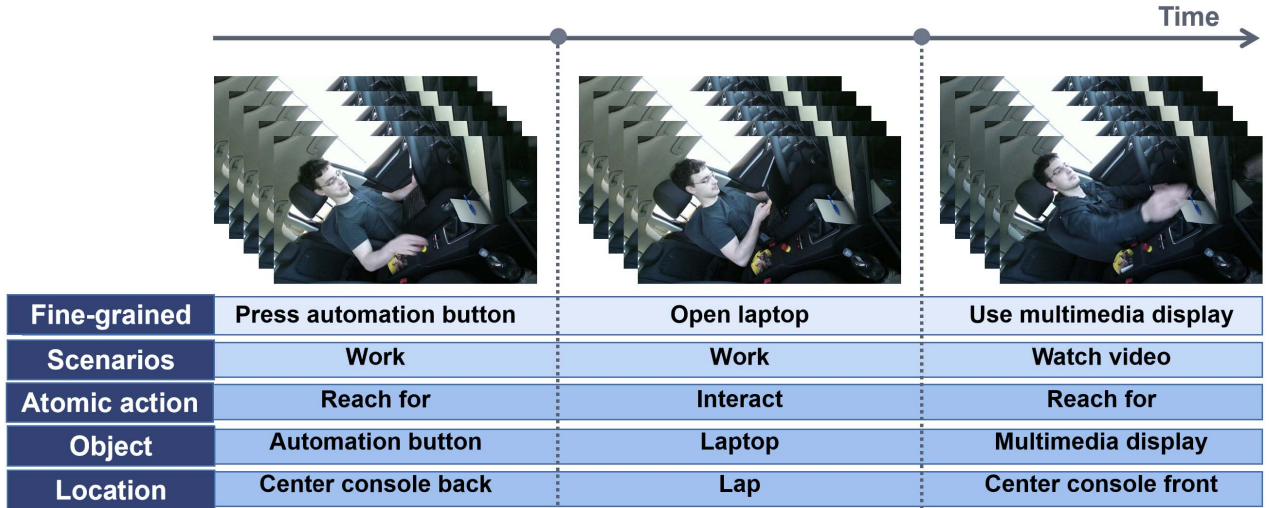 Time
Fine-grained Press automation button Open laptop Use multimedia display
Scenarios Work Work Watch video
Atomic action Reach for Interact Reach for
Object Automation button Laptop Multimedia display
Location Center console back Lap Center console front